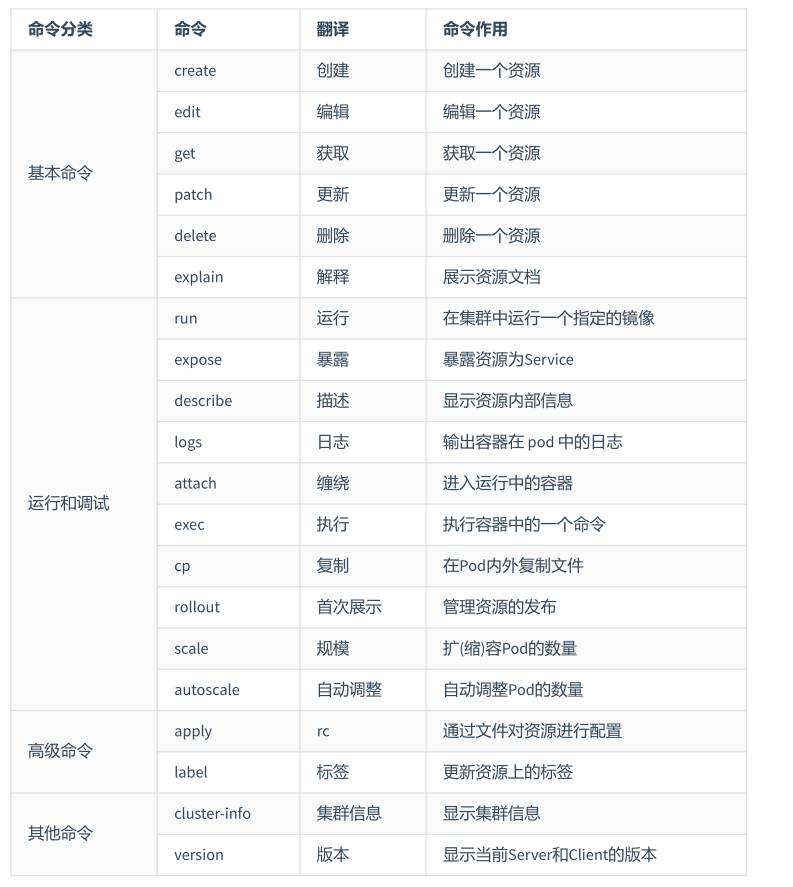 命令分类 命令 翻译 命令作用
基本命令
create 创建 创建一个资源
edit 编辑 编辑一个资源
get 获取 获取一个资源
patch 更新 更新一个资源
delete 删除 删除一个资源
explain 解释 展示资源文档
运行和调试
run 运行 在集群中运行一个指定的镜像
expose 暴露 暴露资源为Service
describe 描述 显示资源内部信息
logs 日志 输出容器在 pod 中的日志
attach 缠绕 进入运行中的容器
exec 执行 执行容器中的一个命令
cp 复制 在Pod内外复制文件
rollout 首次展示 管理资源的发布
scale 规模 扩(缩)容Pod的数量
autoscale 自动调整 自动调整Pod的数量
高级命令
apply rc 通过文件对资源进行配置
label 标签 更新资源上的标签
其他命令
cluster-info 集群信息 显示集群信息
version 版本 显示当前Server和Client的版本